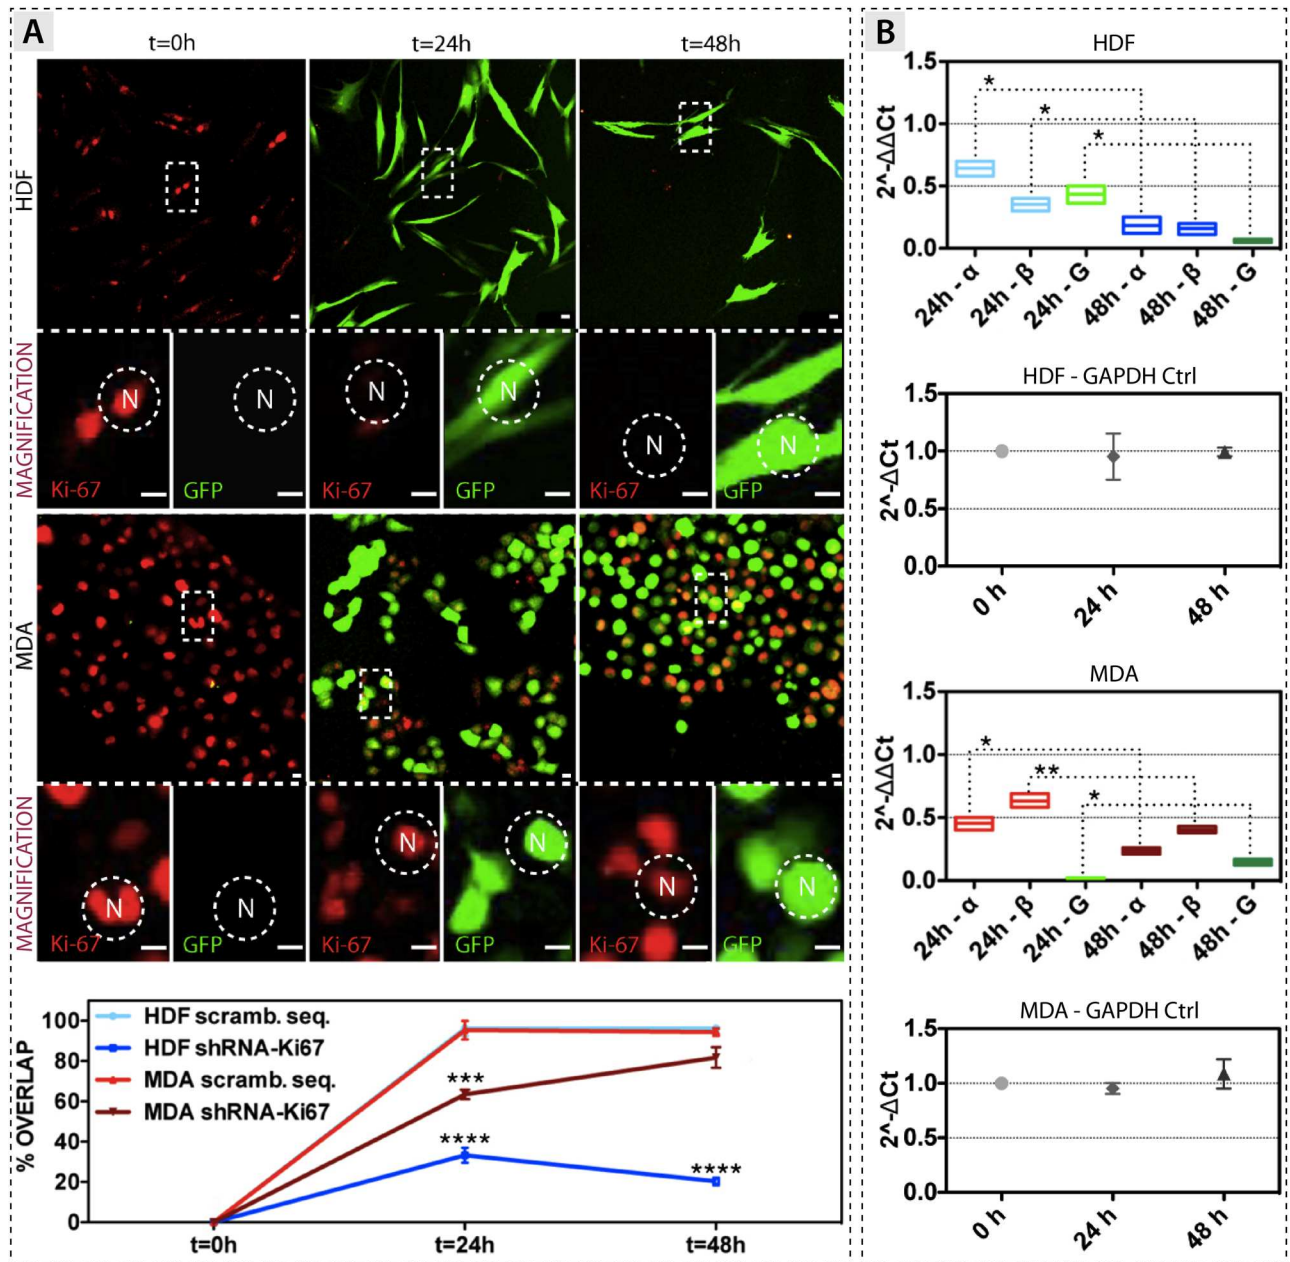 A
t=0h
t=24h
t=48h
HDF
MAGNIFICATION
N
N
N
N
N
N
Ki-67
GFP
Ki-67
GFP
Ki-67
GFP
MDA
MAGNIFICATION
N
N
N
N
N
N
Ki-67
GFP
Ki-67
GFP
Ki-67
GFP
% OVERLAP
100
80
60
40
20
0
HDF scramb. seq.
HDF shRNA-Ki67
MDA scramb. seq.
MDA shRNA-Ki67
***
****
****
t=0h
t=24h
t=48h
B
HDF
2^-ΔΔCt
1.5
1.0
0.5
0.0
*
*
*
24h - α
24h - β
24h - G
48h - α
48h - β
48h - G
HDF - GAPDH Ctrl
2^-ΔCt
1.5
1.0
0.5
0.0
0 h
24 h
48 h
MDA
2^-ΔΔCt
1.5
1.0
0.5
0.0
*
**
*
24h - α
24h - β
24h - G
48h - α
48h - β
48h - G
MDA - GAPDH Ctrl
2^-ΔCt
1.5
1.0
0.5
0.0
0 h
24 h
48 h